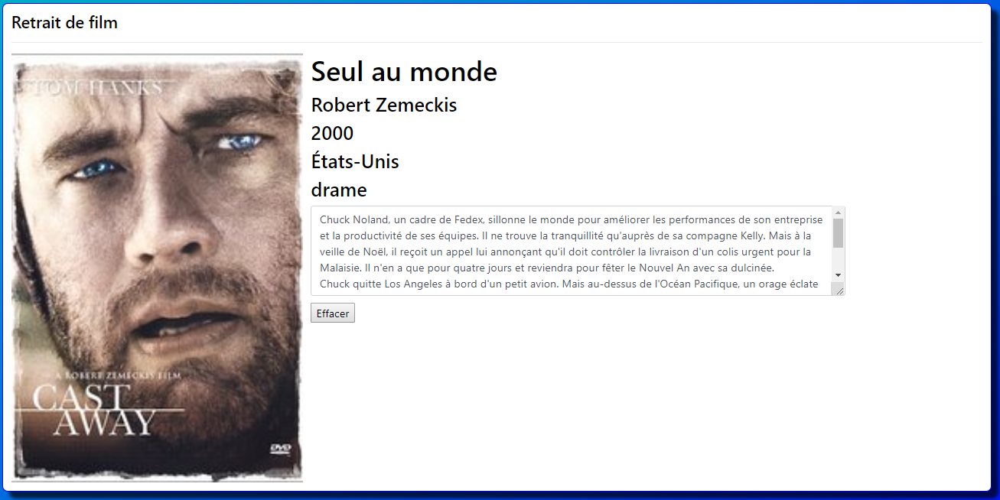 Retrait de film
TOM HANKS
A ROBERT ZEMECKIS FILM
CAST
AWAY
DVD
Seul au monde
Robert Zemeckis
2000
États-Unis
drame
Chuck Noland, un cadre de Fedex, sillonne le monde pour améliorer les performances de son entreprise
et la productivité de ses équipes. Il ne trouve la tranquillité qu'auprès de sa compagne Kelly. Mais à la
veille de Noël, il reçoit un appel lui annonçant qu'il doit contrôler la livraison d'un colis urgent pour la
Malaisie. Il n'en a que pour quatre jours et reviendra pour fêter le Nouvel An avec sa dulcinée.
Chuck quitte Los Angeles à bord d'un petit avion. Mais au-dessus de l'Océan Pacifique, un orage éclate
Effacer